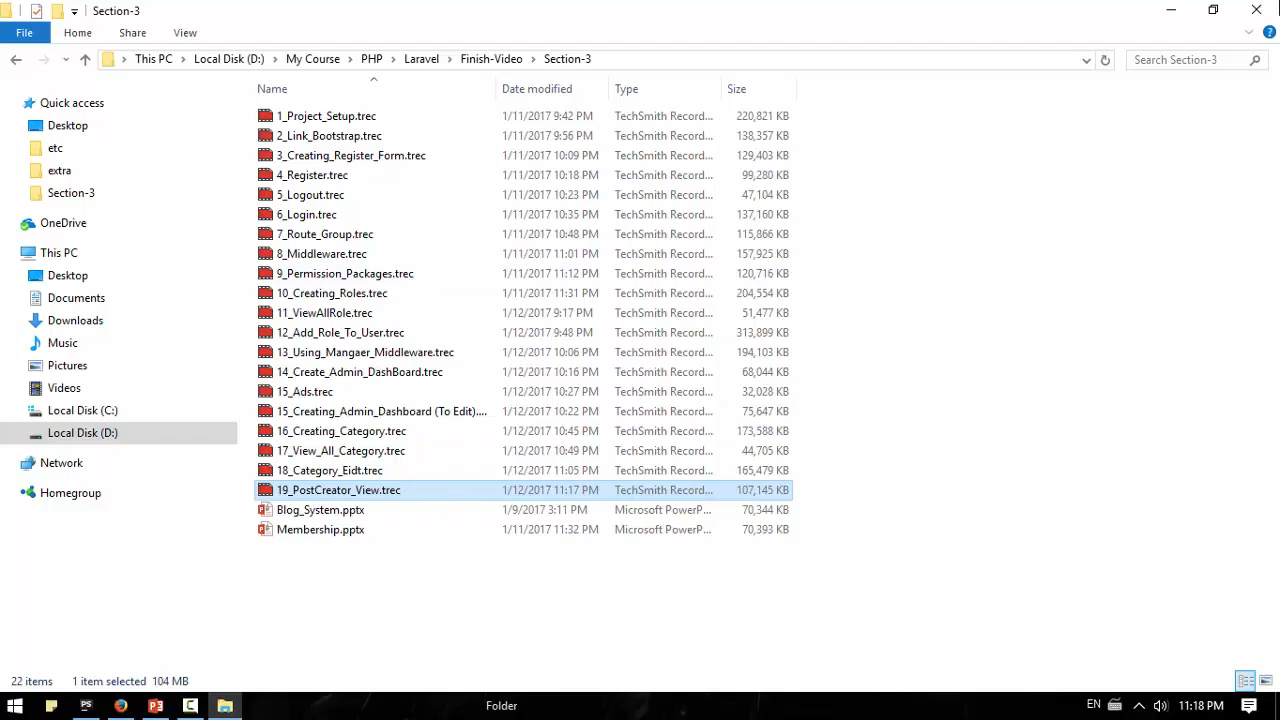 Section-3
File Home Share View
This PC Local Disk (D:) My Course PHP Laravel Finish-Video Section-3 Search Section-3
Name Date modified Type Size
Quick access
Desktop
etc
extra
Section-3
OneDrive
This PC
Desktop
Documents
Downloads
Music
Pictures
Videos
Local Disk (C:)
Local Disk (D:)
Network
Homegroup
1_Project_Setup.trec 1/11/2017 9:42 PM TechSmith Record... 220,821 KB
2_Link_Bootstrap.trec 1/11/2017 9:56 PM TechSmith Record... 138,357 KB
3_Creating_Register_Form.trec 1/11/2017 10:09 PM TechSmith Record... 129,403 KB
4_Register.trec 1/11/2017 10:18 PM TechSmith Record... 99,280 KB
5_Logout.trec 1/11/2017 10:23 PM TechSmith Record... 47,104 KB
6_Login.trec 1/11/2017 10:35 PM TechSmith Record... 137,160 KB
7_Route_Group.trec 1/11/2017 10:48 PM TechSmith Record... 115,866 KB
8_Middleware.trec 1/11/2017 11:01 PM TechSmith Record... 157,925 KB
9_Permission_Packages.trec 1/11/2017 11:12 PM TechSmith Record... 120,716 KB
10_Creating_Roles.trec 1/11/2017 11:31 PM TechSmith Record... 204,554 KB
11_ViewAllRole.trec 1/12/2017 9:17 PM TechSmith Record... 51,477 KB
12_Add_Role_To_User.trec 1/12/2017 9:48 PM TechSmith Record... 313,899 KB
13_Using_Mangaer_Middleware.trec 1/12/2017 10:06 PM TechSmith Record... 194,103 KB
14_Create_Admin_DashBoard.trec 1/12/2017 10:16 PM TechSmith Record... 68,044 KB
15_Ads.trec 1/12/2017 10:27 PM TechSmith Record... 32,028 KB
15_Creating_Admin_Dashboard (To Edit).... 1/12/2017 10:22 PM TechSmith Record... 75,647 KB
16_Creating_Category.trec 1/12/2017 10:45 PM TechSmith Record... 173,588 KB
17_View_All_Category.trec 1/12/2017 10:49 PM TechSmith Record... 44,705 KB
18_Category_Eidt.trec 1/12/2017 11:05 PM TechSmith Record... 165,479 KB
19_PostCreator_View.trec 1/12/2017 11:17 PM TechSmith Record... 107,145 KB
Blog_System.pptx 1/9/2017 3:11 PM Microsoft PowerP... 70,344 KB
Membership.pptx 1/11/2017 11:32 PM Microsoft PowerP... 70,393 KB
22 items 1 item selected 104 MB
Folder EN 11:18 PM